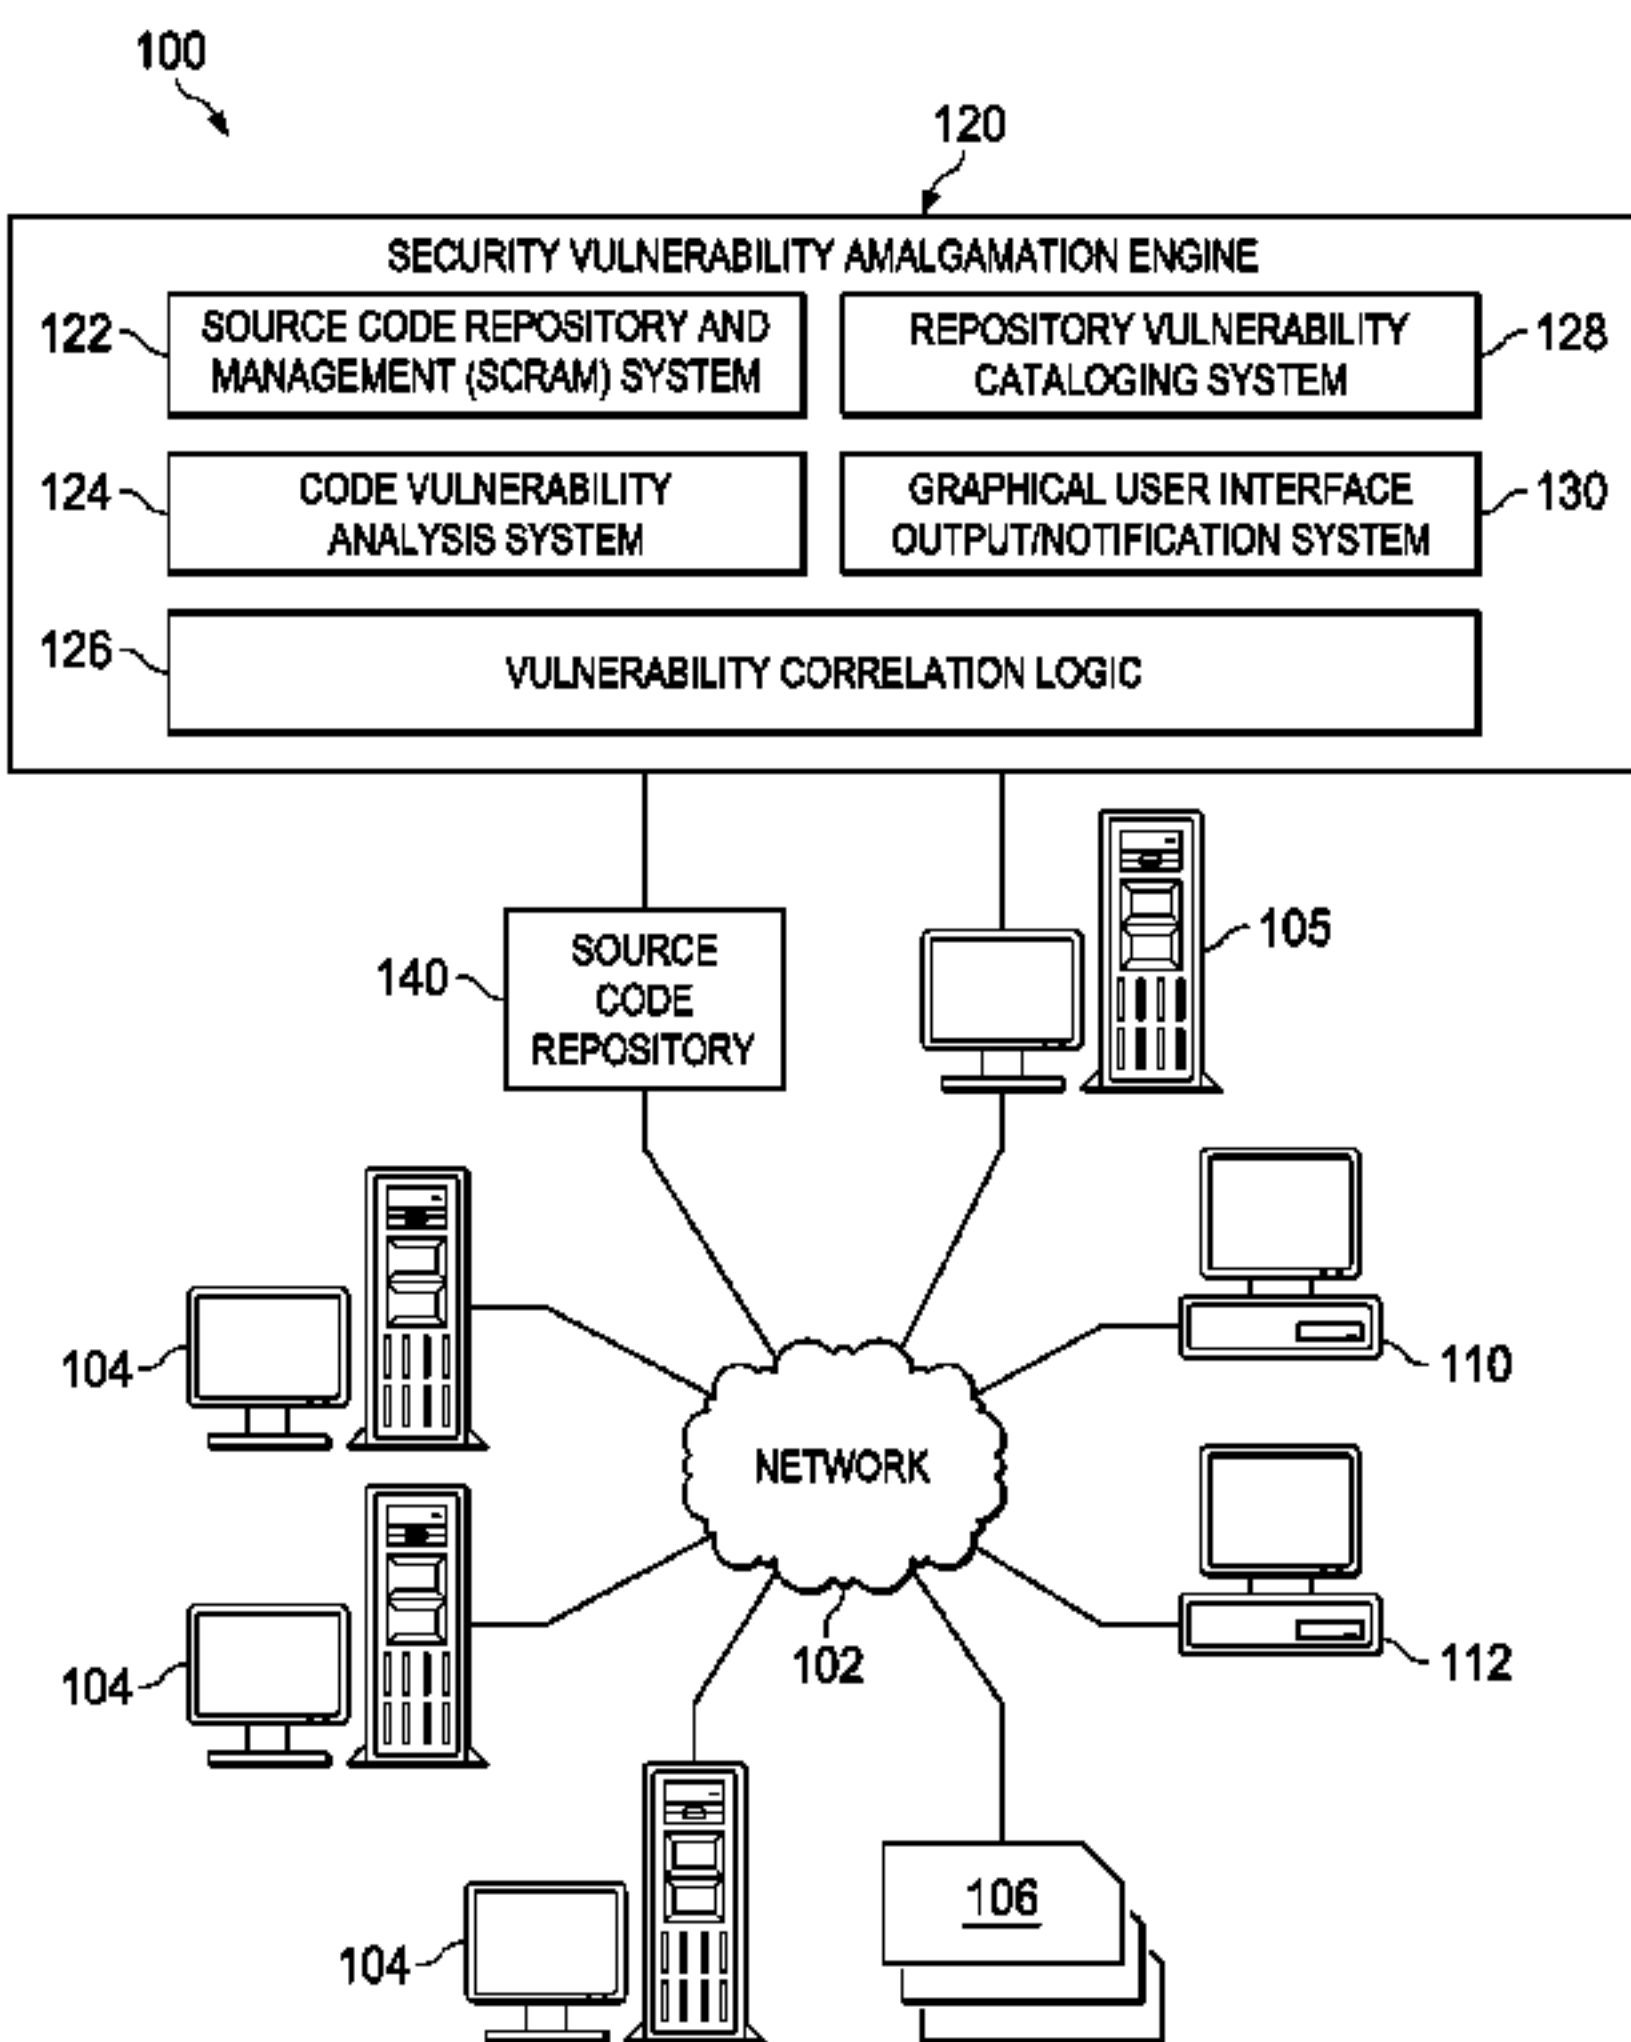 100
120
SECURITY VULNERABILITY AMALGAMATION ENGINE
122
SOURCE CODE REPOSITORY AND
MANAGEMENT (SCRAM) SYSTEM
REPOSITORY VULNERABILITY
CATALOGING SYSTEM
128
124
CODE VULNERABILITY
ANALYSIS SYSTEM
GRAPHICAL USER INTERFACE
OUTPUT/NOTIFICATION SYSTEM
130
126
VULNERABILITY CORRELATION LOGIC
140
SOURCE
CODE
REPOSITORY
105
104
110
NETWORK
104
102
112
104
106